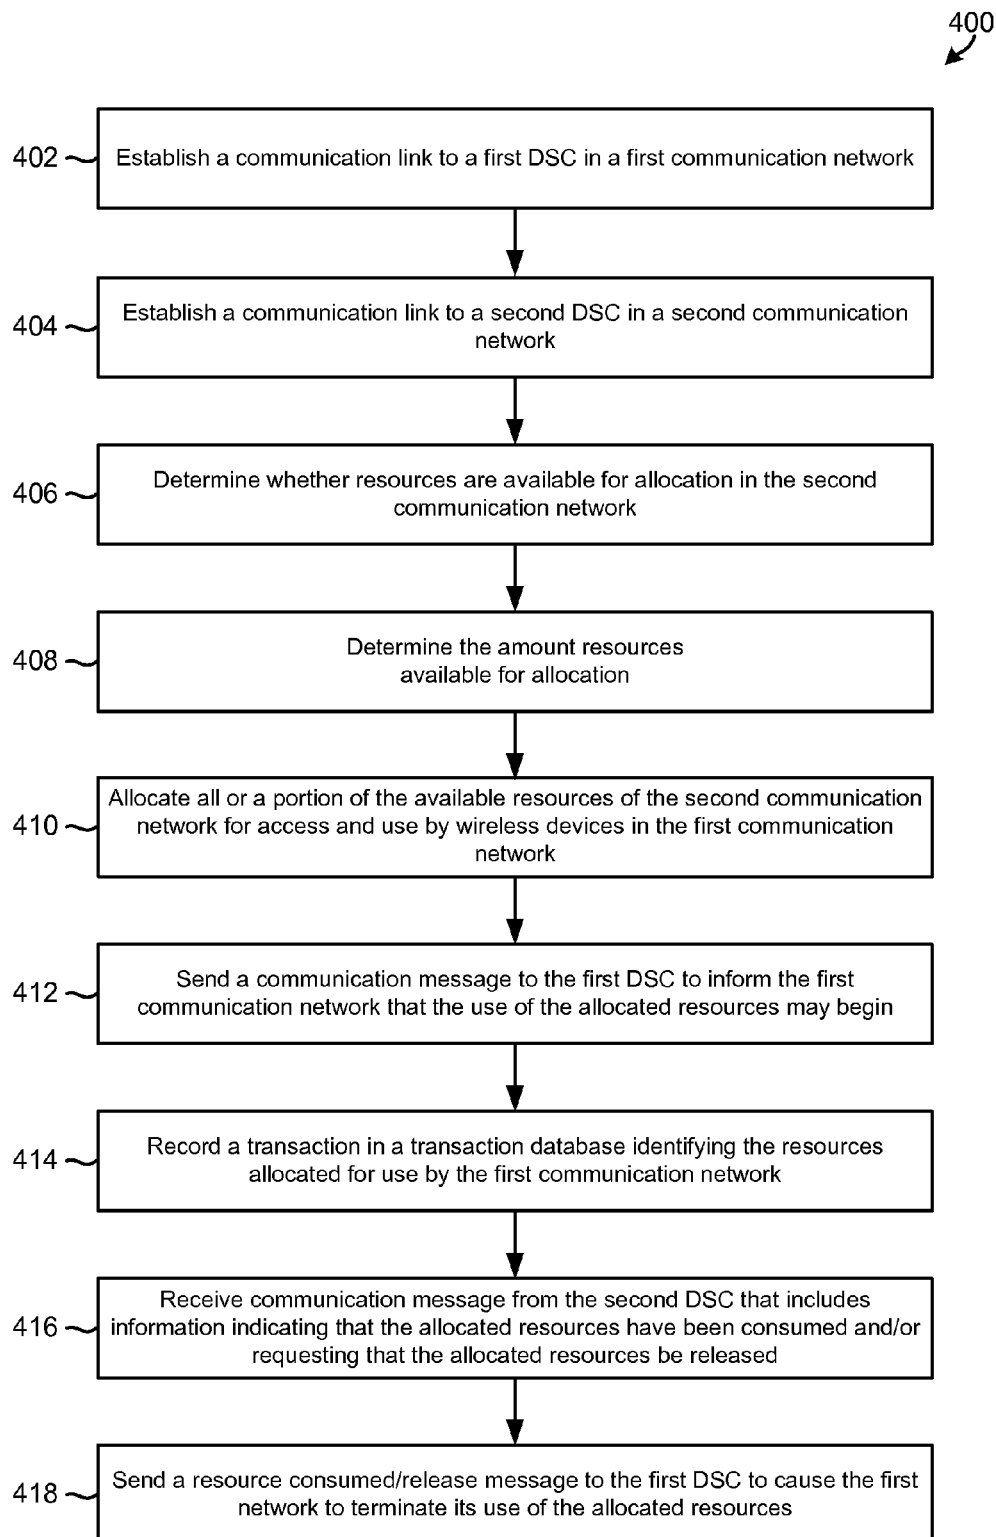 400
402
Establish a communication link to a first DSC in a first communication network
404
Establish a communication link to a second DSC in a second communication
network
406
Determine whether resources are available for allocation in the second
communication network
408
Determine the amount resources
available for allocation
410
Allocate all or a portion of the available resources of the second communication
network for access and use by wireless devices in the first communication
network
412
Send a communication message to the first DSC to inform the first
communication network that the use of the allocated resources may begin
414
Record a transaction in a transaction database identifying the resources
allocated for use by the first communication network
416
Receive communication message from the second DSC that includes
information indicating that the allocated resources have been consumed and/or
requesting that the allocated resources be released
418
Send a resource consumed/release message to the first DSC to cause the first
network to terminate its use of the allocated resources